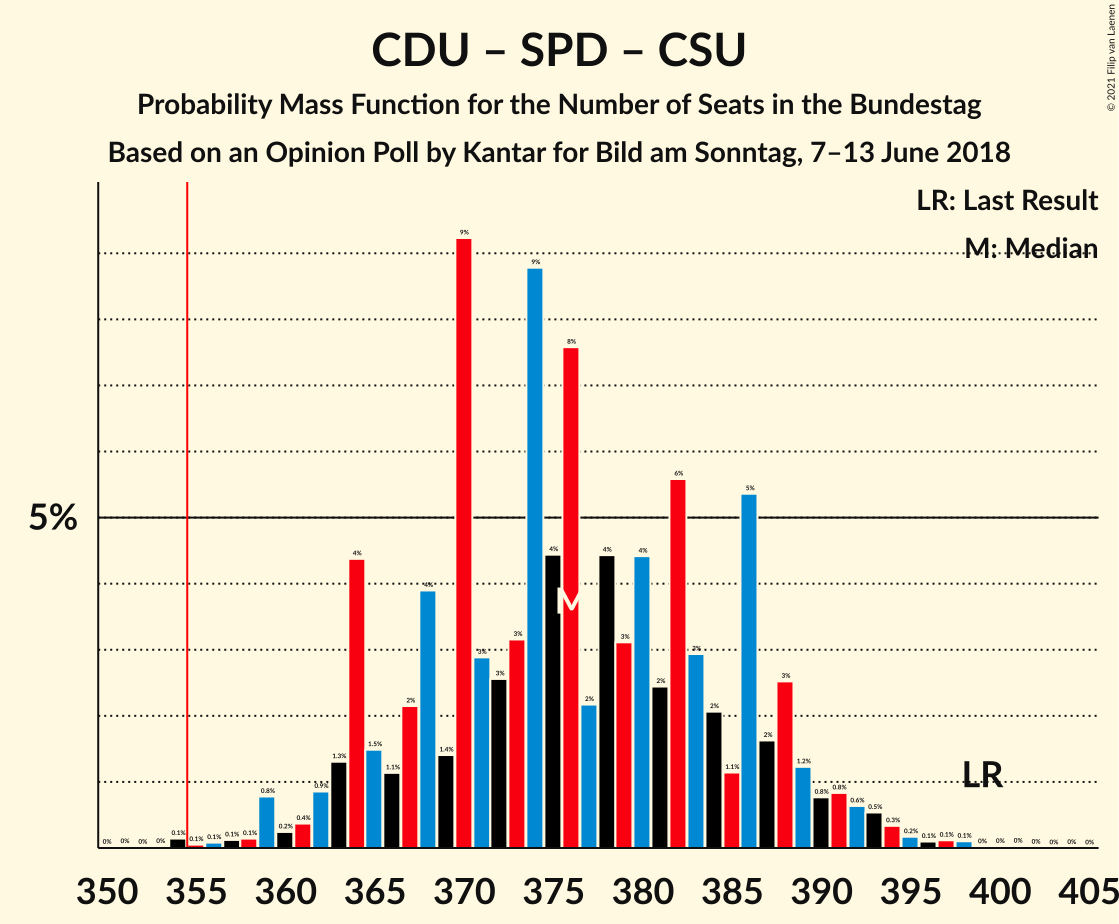 CDU – SPD – CSU
Probability Mass Function for the Number of Seats in the Bundestag
Based on an Opinion Poll by Kantar for Bild am Sonntag, 7–13 June 2018
© 2021 Filip van Laenen
LR: Last Result
M: Median
5%
0% 0% 0% 0% 0.1% 0.1% 0.1% 0.1% 0.1% 0.8% 0.2% 0.4% 0.9% 1.3% 4% 1.5% 1.1% 2% 4% 1.4% 9% 3% 3% 3% 9% 4% 8% 2% 4% 3% 4% 2% 6% 3% 2% 1.1% 5% 2% 3% 1.2% 0.8% 0.8% 0.6% 0.5% 0.3% 0.2% 0.1% 0.1% 0.1% 0% 0% 0% 0% 0% 0% 0%
M
LR
350 355 360 365 370 375 380 385 390 395 400 405